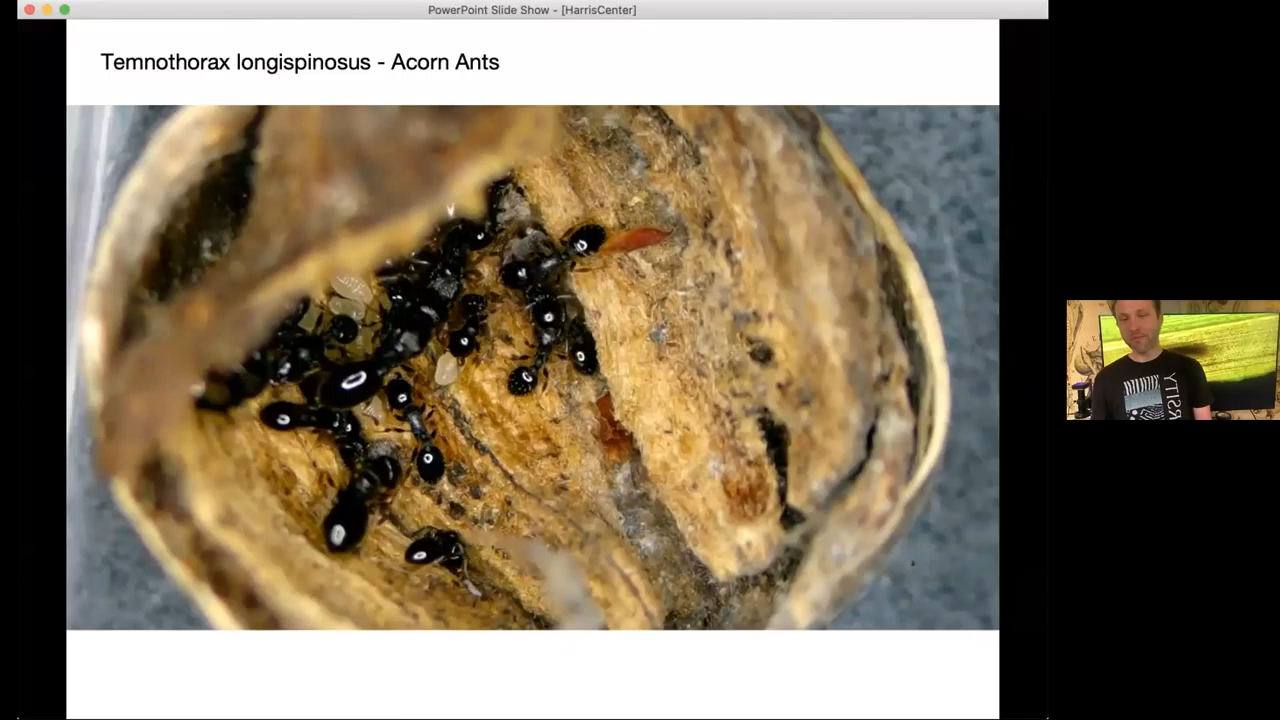 PowerPoint Slide Show - [HarrisCenter]
Temnothorax longispinosus - Acorn Ants